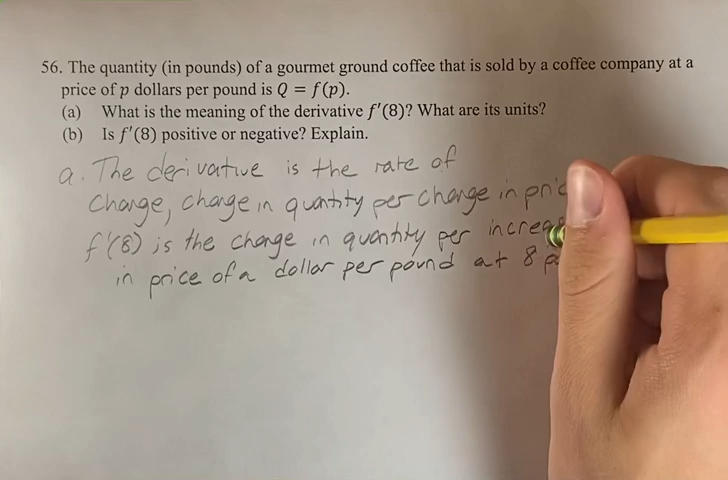 56. The quantity (in pounds) of a gourmet ground coffee that is sold by a coffee company at a
price of p dollars per pound is Q = f(p).
(a) What is the meaning of the derivative f′(8)? What are its units?
(b) Is f′(8) positive or negative? Explain.
a. The derivative is the rate of
change, change in quantity per change in
f'(8) is the change in quantity per
in price of a dollar per pound at 8